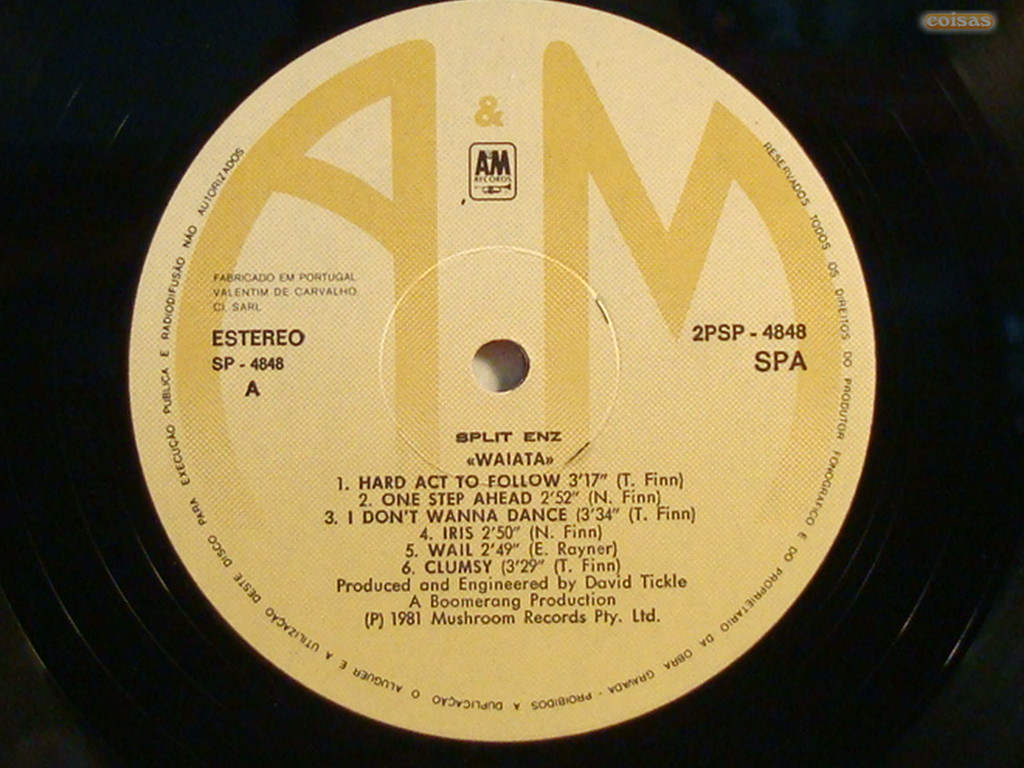 coisas
A & M
&
A&M
RECORDS
RESERVADOS TODOS OS DIREITOS DO PRODUTOR FONOGRÁFICO E DO PROPRIETARIO DA OBRA GRAVADA - PROIBIDOS A DUPLICAÇÃO O ALUGUER E A UTILIZAÇÃO DESTE DISCO PARA EXECUÇÃO PUBLICA E RADIODIFUSÃO NÃO AUTORIZADOS
FABRICADO EM PORTUGAL
VALENTIM DE CARVALHO,
CI. SARL
ESTEREO
SP - 4848
A
2PSP - 4848
SPA
SPLIT ENZ
«WAIATA»
1. HARD ACT TO FOLLOW 3'17" (T. Finn)
2. ONE STEP AHEAD 2'52" (N. Finn)
3. I DON'T WANNA DANCE (3'34" (T. Finn)
4. IRIS 2'50" (N. Finn)
5. WAIL 2'49" (E. Rayner)
6. CLUMSY (3'29" (T. Finn)
Produced and Engineered by David Tickle
A Boomerang Production
(P) 1981 Mushroom Records Pty. Ltd.